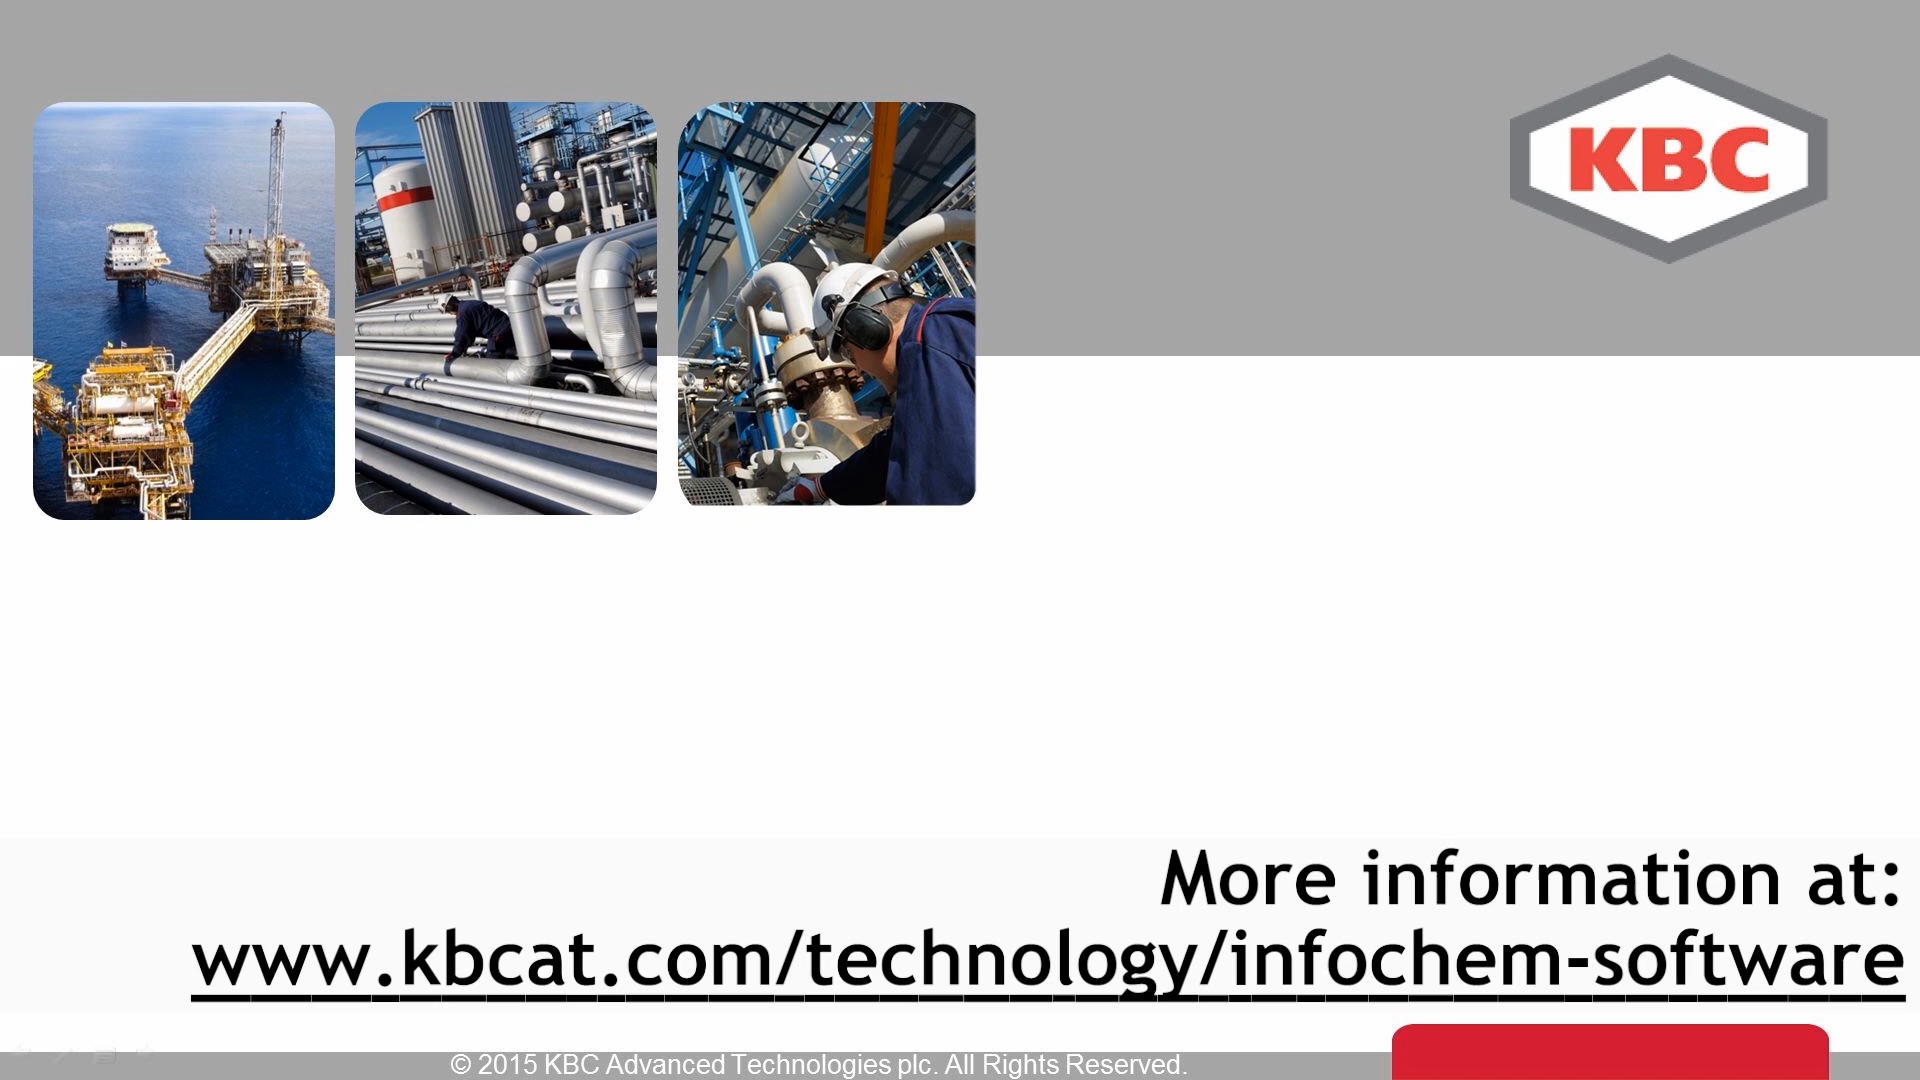 KBC
More information at:
www.kbcat.com/technology/infochem-software
© 2015 KBC Advanced Technologies plc. All Rights Reserved.